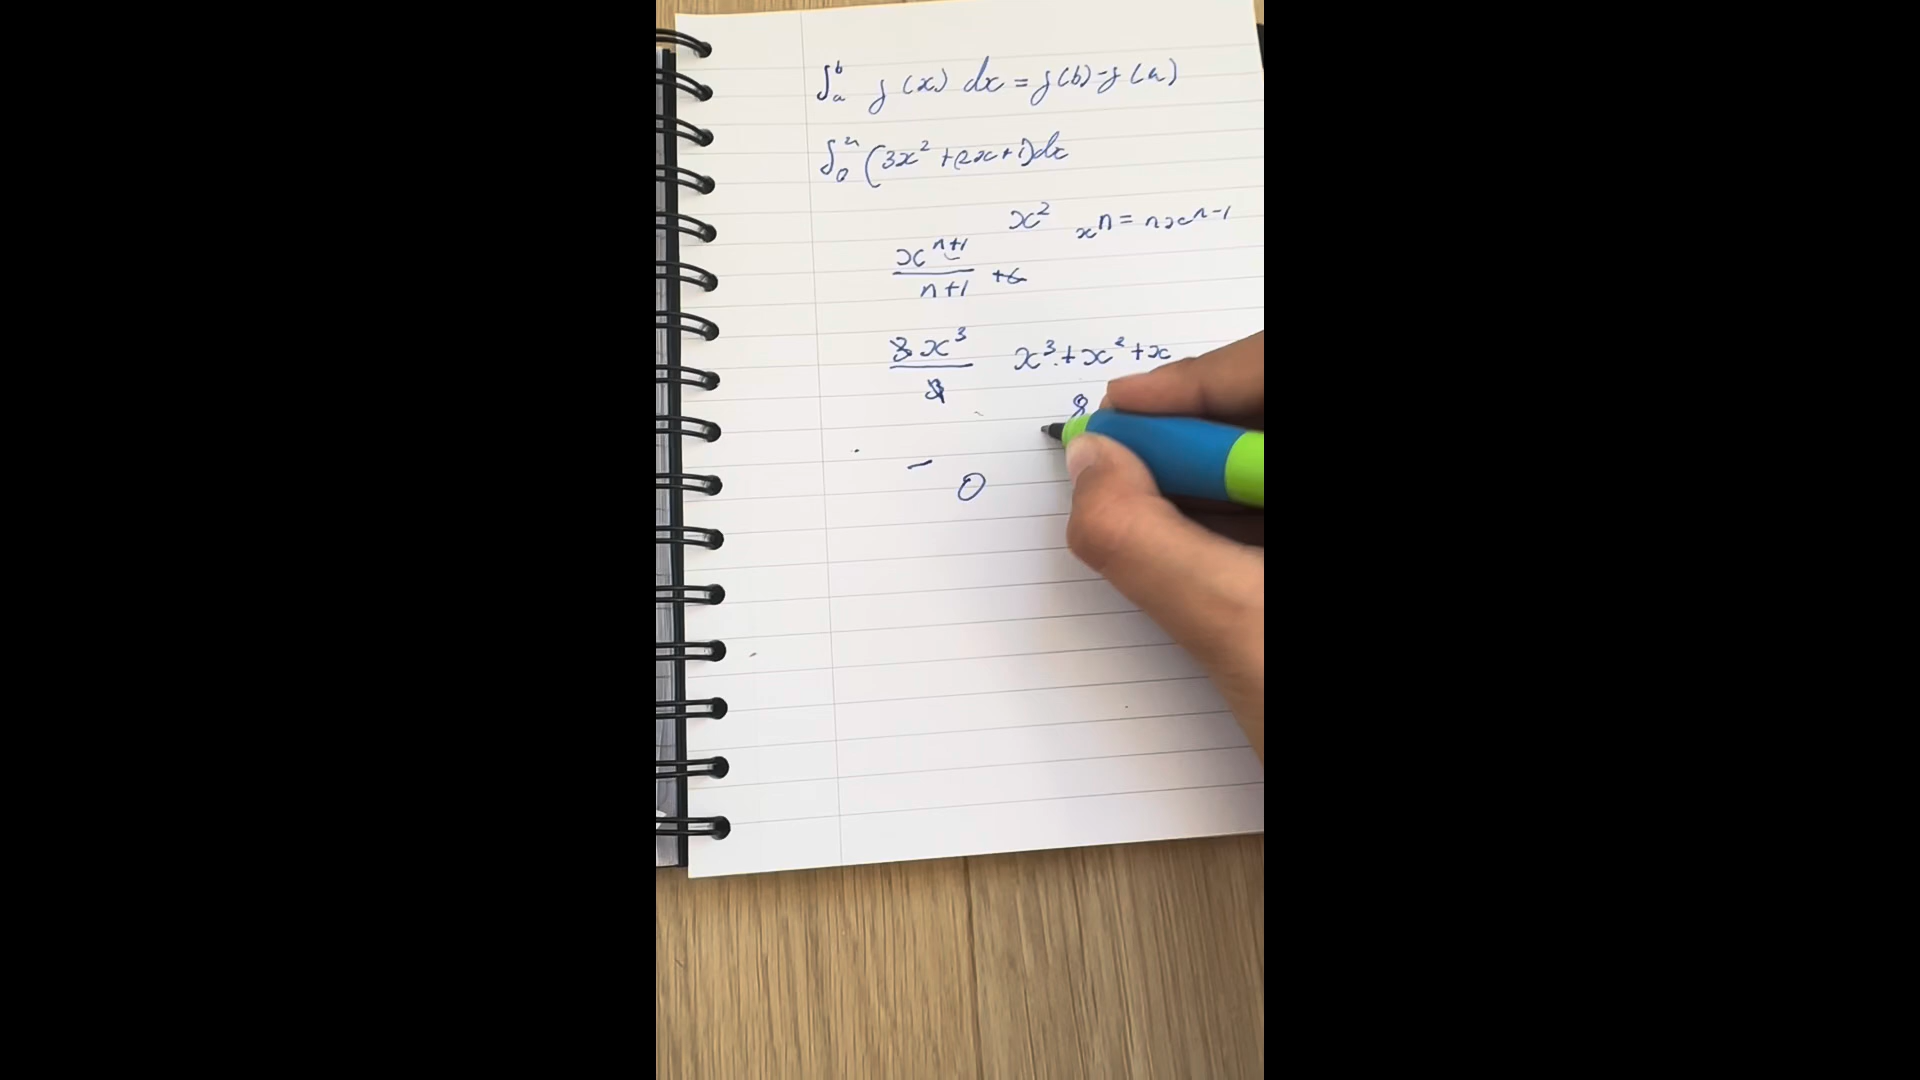 ∫ₐᵇ f(x) dx = f(b)-f(a)
∫₀² (3x² + 2x + 1)dx
x² xⁿ = nxⁿ⁻¹
xⁿ⁺¹
n+1 +c
3x³ x³ + x² + x
3
8
- 0